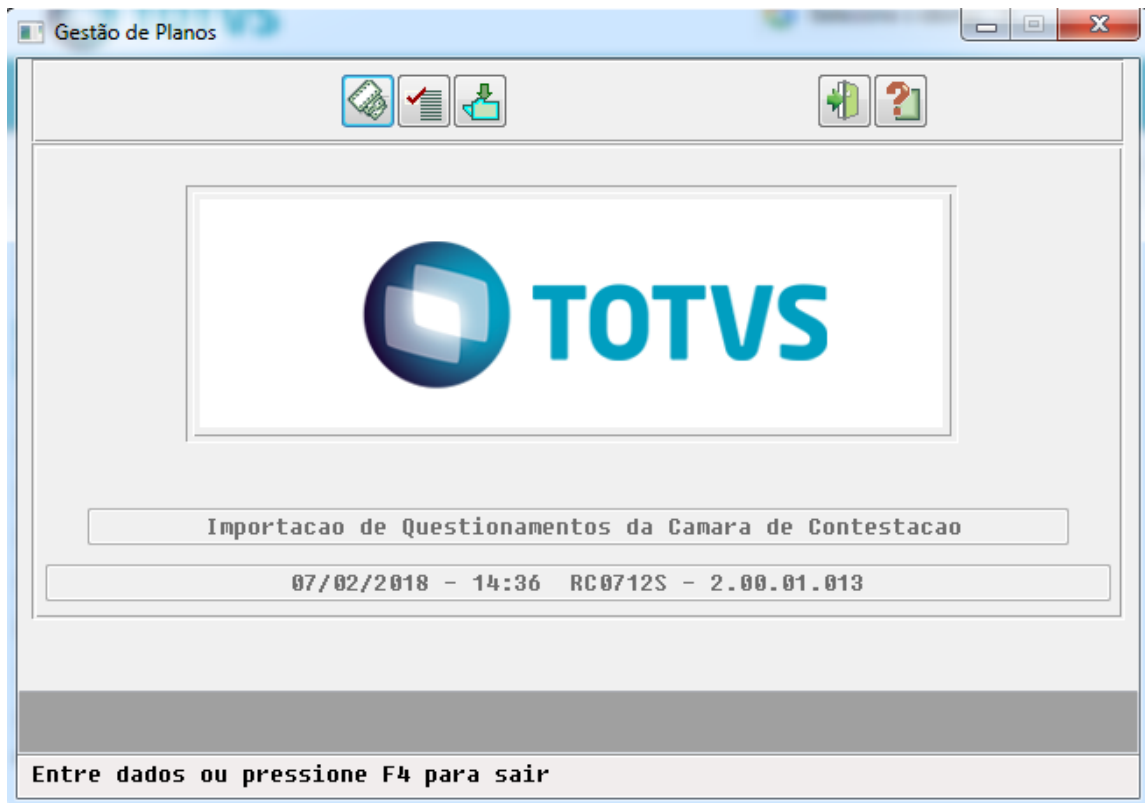 Gestão de Planos
TOTVS
Importacao de Questionamentos da Camara de Contestacao
07/02/2018 - 14:36 RC0712S - 2.00.01.013
Entre dados ou pressione F4 para sair